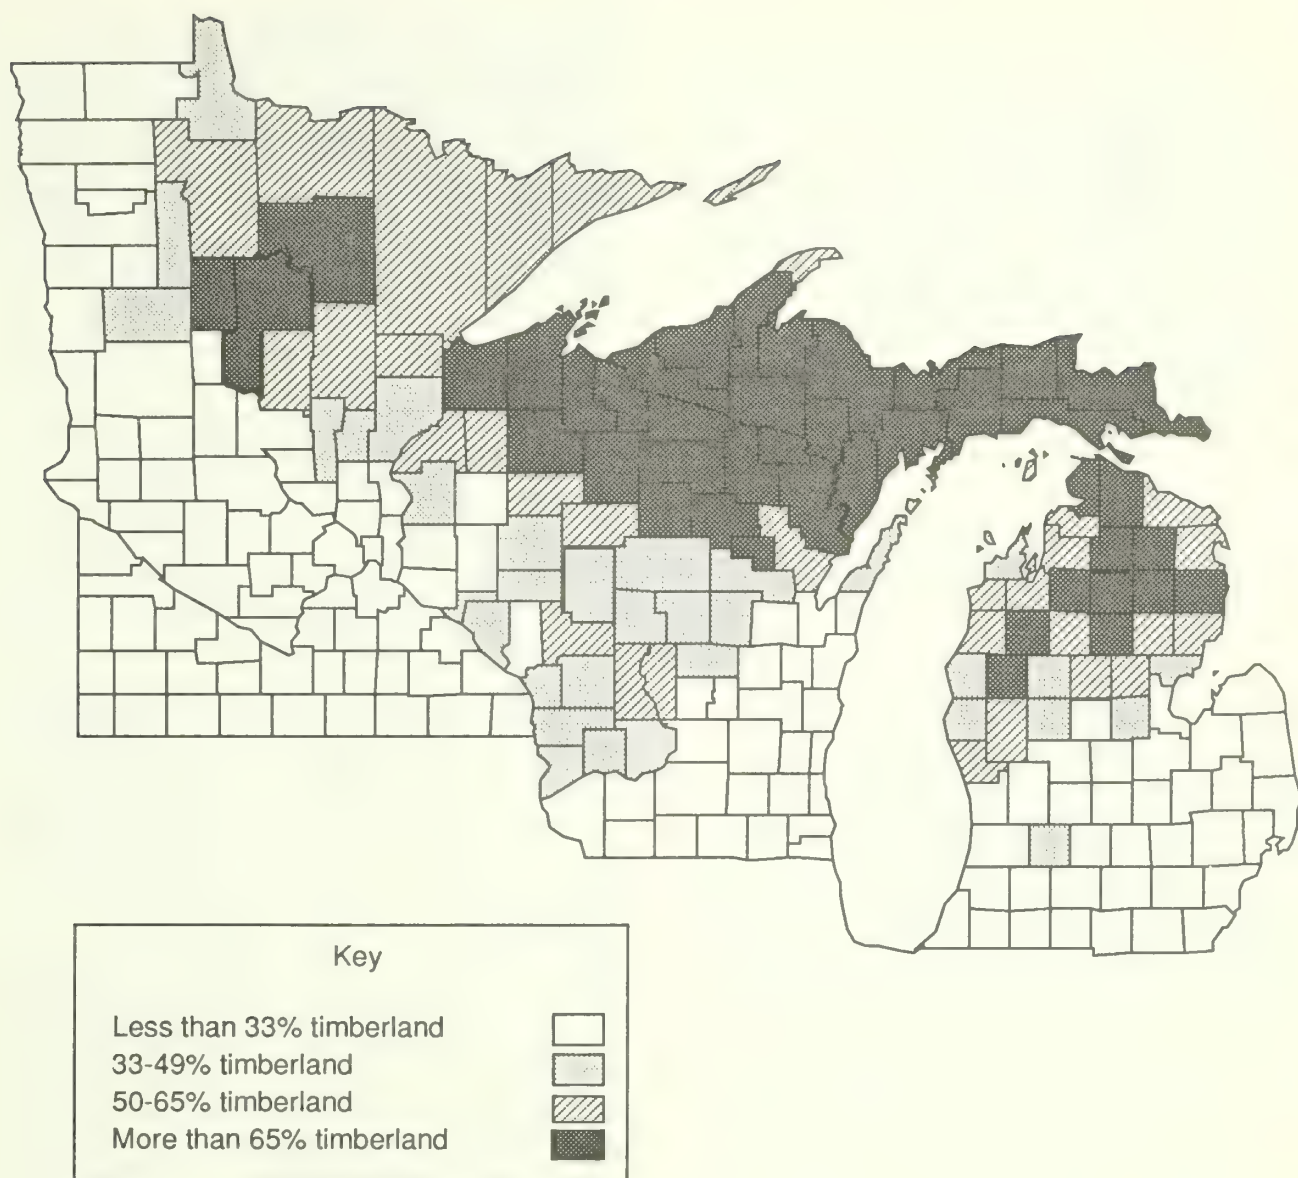 Key
Less than 33% timberland
33-49% timberland
50-65% timberland
More than 65% timberland